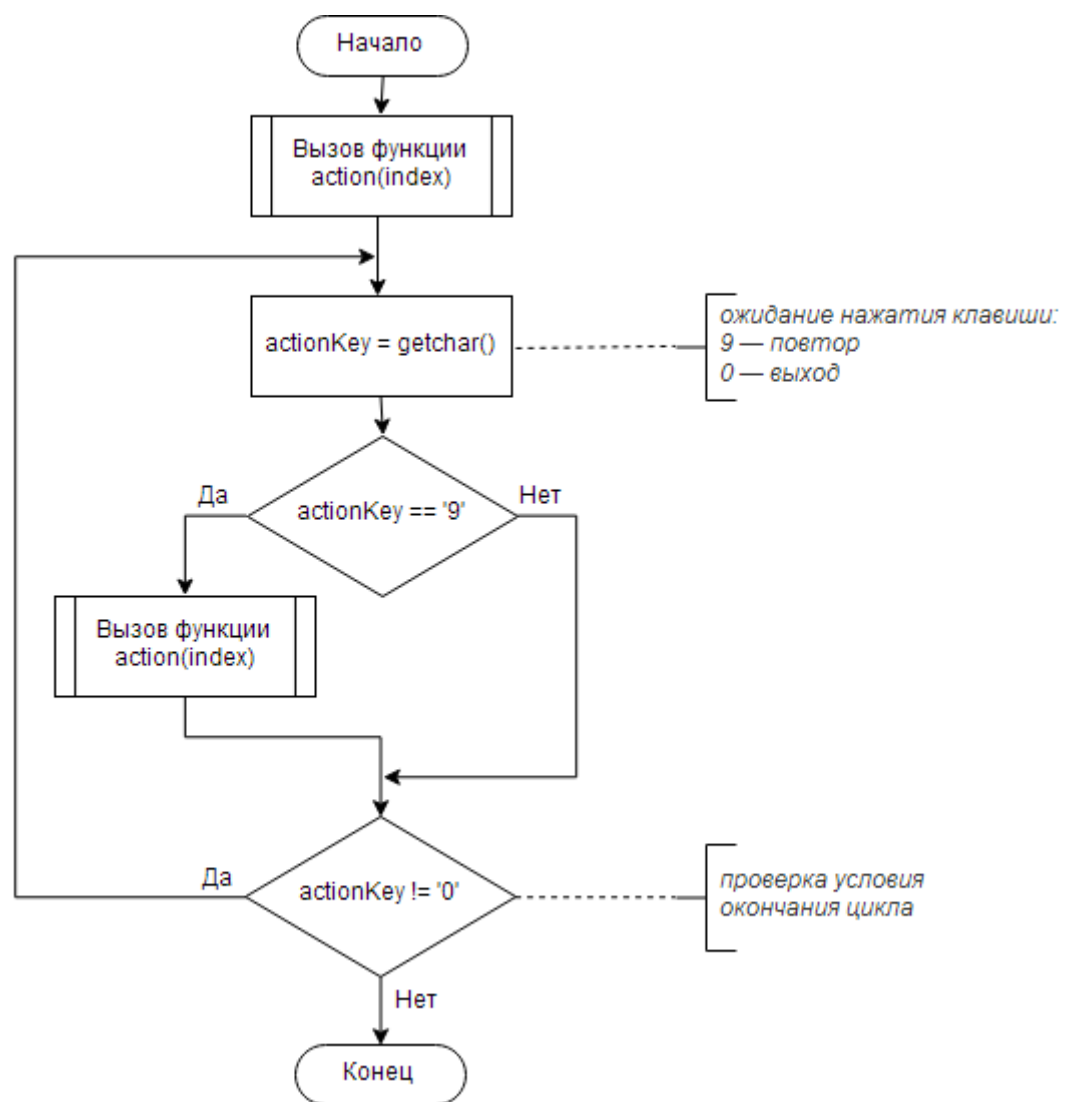 Начало
Вызов функции
action(index)
actionKey = getchar()
ожидание нажатия клавиши:
9 — повтор
0 — выход
Да
actionKey == '9'
Нет
Вызов функции
action(index)
Да
actionKey != '0'
проверка условия
окончания цикла
Нет
Конец